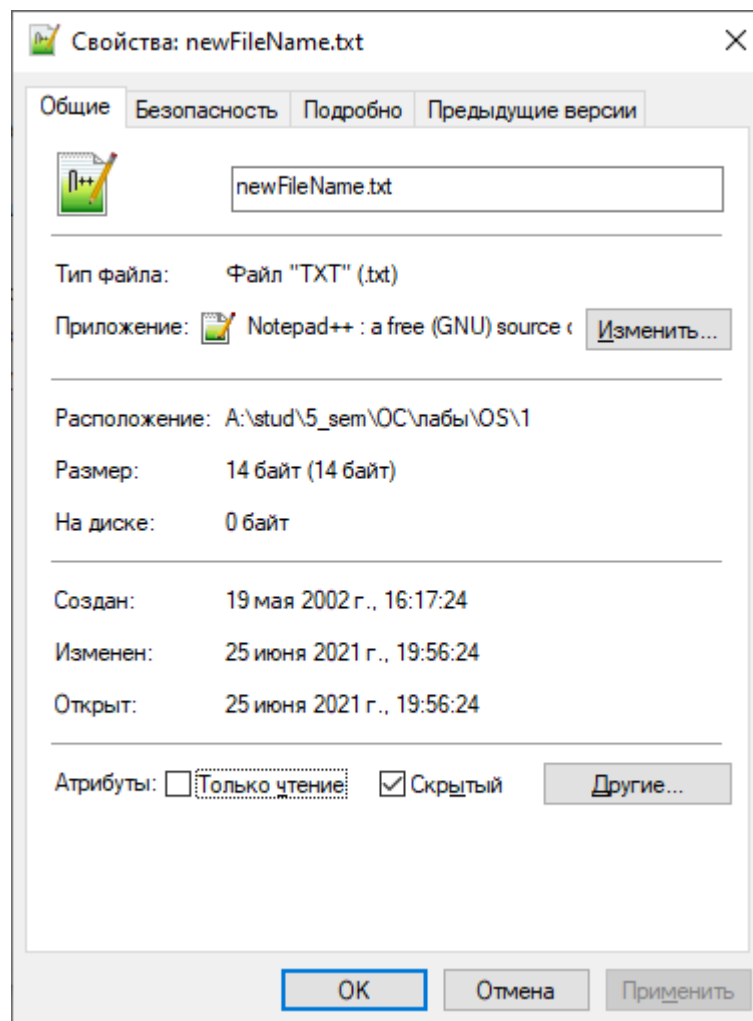 Свойства: newFileName.txt
Общие Безопасность Подробно Предыдущие версии
newFileName.txt
Тип файла: Файл "TXT" (.txt)
Приложение: Notepad++ : a free (GNU) source c Изменить...
Расположение: A:\stud\5_sem\ОС\лабы\OS\1
Размер: 14 байт (14 байт)
На диске: 0 байт
Создан: 19 мая 2002 г., 16:17:24
Изменен: 25 июня 2021 г., 19:56:24
Открыт: 25 июня 2021 г., 19:56:24
Атрибуты: Только чтение Скрытый Другие...
ОК Отмена Применить